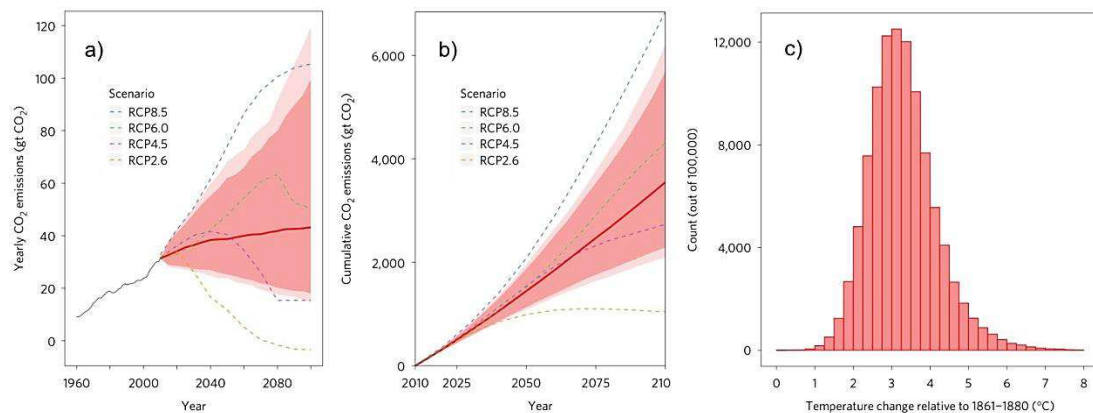 a)
Yearly CO₂ emissions (gt CO₂)
120
100
80
60
40
20
0
Scenario
RCP8.5
RCP6.0
RCP4.5
RCP2.6
1960
2000
2040
2080
Year
b)
Cumulative CO₂ emissions (gt CO₂)
6,000
4,000
2,000
0
Scenario
RCP8.5
RCP6.0
RCP4.5
RCP2.6
2010
2025
2050
2075
210
Year
c)
Count (out of 100,000)
12,000
8,000
4,000
0
0 1 2 3 4 5 6 7 8
Temperature change relative to 1861–1880 (°C)